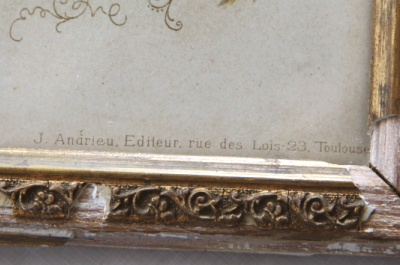 J. Andrieu, Editeur, rue des Lois-23, Toulouse